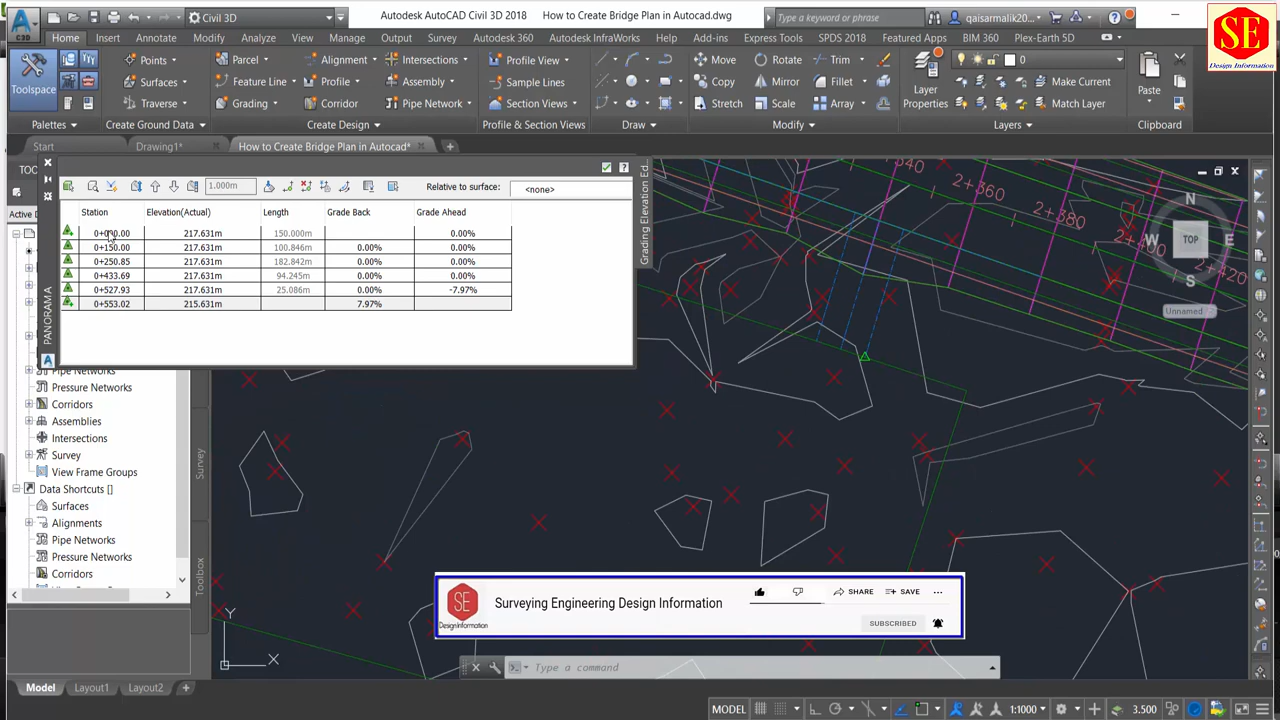 Autodesk AutoCAD Civil 3D 2018 How to Create Bridge Plan in Autocad.dwg
Civil 3D
Type a keyword or phrase
qaisarmalik20...
C3D
SE
Design Information
Home Insert Annotate Modify Analyze View Manage Output Survey Autodesk 360 Autodesk InfraWorks Help Add-ins Express Tools SPDS 2018 Featured Apps BIM 360 Plex-Earth 5D
Toolspace
Points
Surfaces
Traverse
Parcel
Feature Line
Grading
Alignment
Profile
Corridor
Intersections
Assembly
Pipe Network
Profile View
Sample Lines
Section Views
Move
Copy
Stretch
Rotate
Mirror
Scale
Trim
Fillet
Array
Layer
Properties
0
Make Current
Match Layer
Paste
Palettes Create Ground Data Create Design Profile & Section Views Draw Modify Layers Clipboard
Start Drawing1* How to Create Bridge Plan in Autocad*
TOO
1.000m Relative to surface: <none>
Station Elevation(Actual) Length Grade Back Grade Ahead
217.631m 150.000m 0.00%
0+150.00 217.631m 100.846m 0.00% 0.00%
0+250.85 217.631m 182.842m 0.00% 0.00%
0+433.69 217.631m 94.245m 0.00% 0.00%
0+527.93 217.631m 25.086m 0.00% -7.97%
0+553.02 215.631m 7.97%
PANORAMA
Grading Elevation Ed...
Active D
2+360
2+380
N
W TOP E
S
Unnamed
Pipe Networks
Pressure Networks
Corridors
Assemblies
Intersections
Survey
View Frame Groups
Data Shortcuts []
Surfaces
Alignments
Pipe Networks
Pressure Networks
Corridors
Survey
Toolbox
SE
Design Information
Surveying Engineering Design Information
SHARE SAVE
SUBSCRIBED
Y
X
Type a command
Model Layout1 Layout2
MODEL 1:1000 3.500